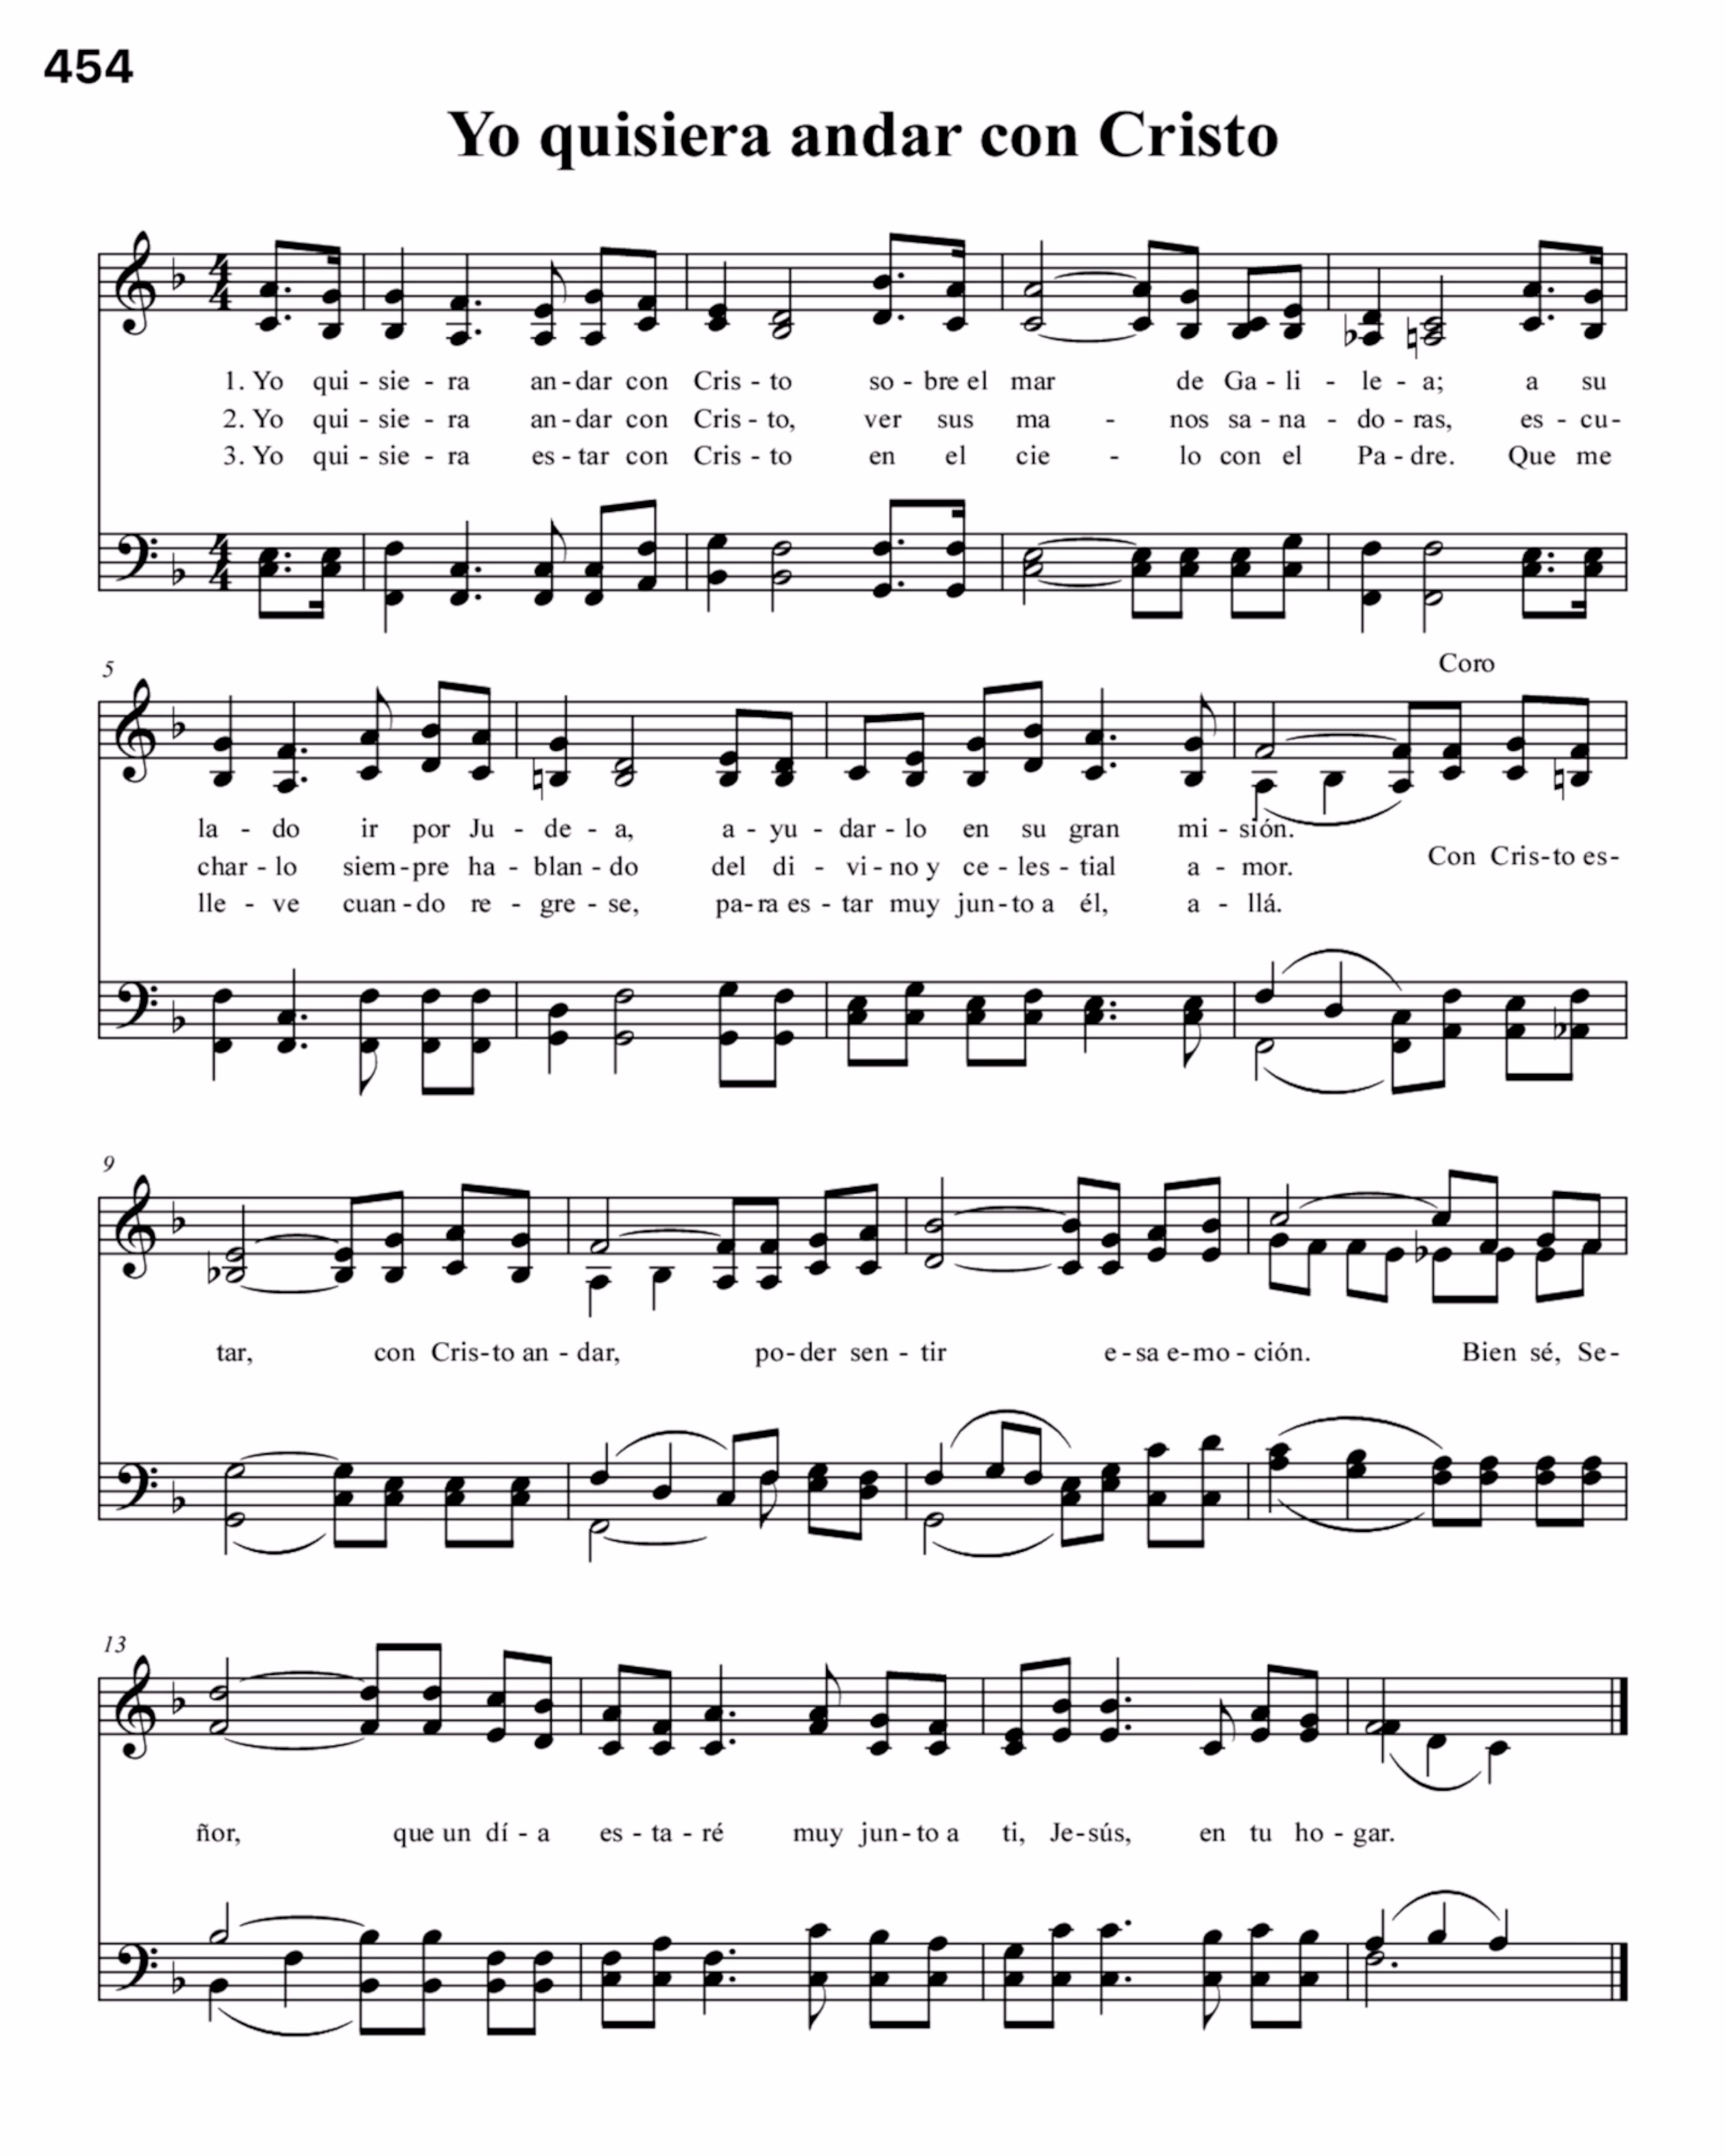 454
Yo quisiera andar con Cristo
1. Yo qui - sie - ra an - dar con Cris - to so - bre el mar de Ga - li - le - a; a su
2. Yo qui - sie - ra an - dar con Cris - to, ver sus ma - nos sa - na - do - ras, es - cu -
3. Yo qui - sie - ra es - tar con Cris - to en el cie - lo con el Pa - dre. Que me
5
Coro
la - do ir por Ju - de - a, a - yu - dar - lo en su gran mi - sión.
char - lo siem - pre ha - blan - do del di - vi - no y ce - les - tial a - mor. Con Cris - to es -
lle - ve cuan - do re - gre - se, pa - ra es - tar muy jun - to a él, a - llá.
9
tar, con Cris - to an - dar, po - der sen - tir e - sa e - mo - ción. Bien sé, Se -
13
ñor, que un dí - a es - ta - ré muy jun - to a ti, Je - sús, en tu ho - gar.